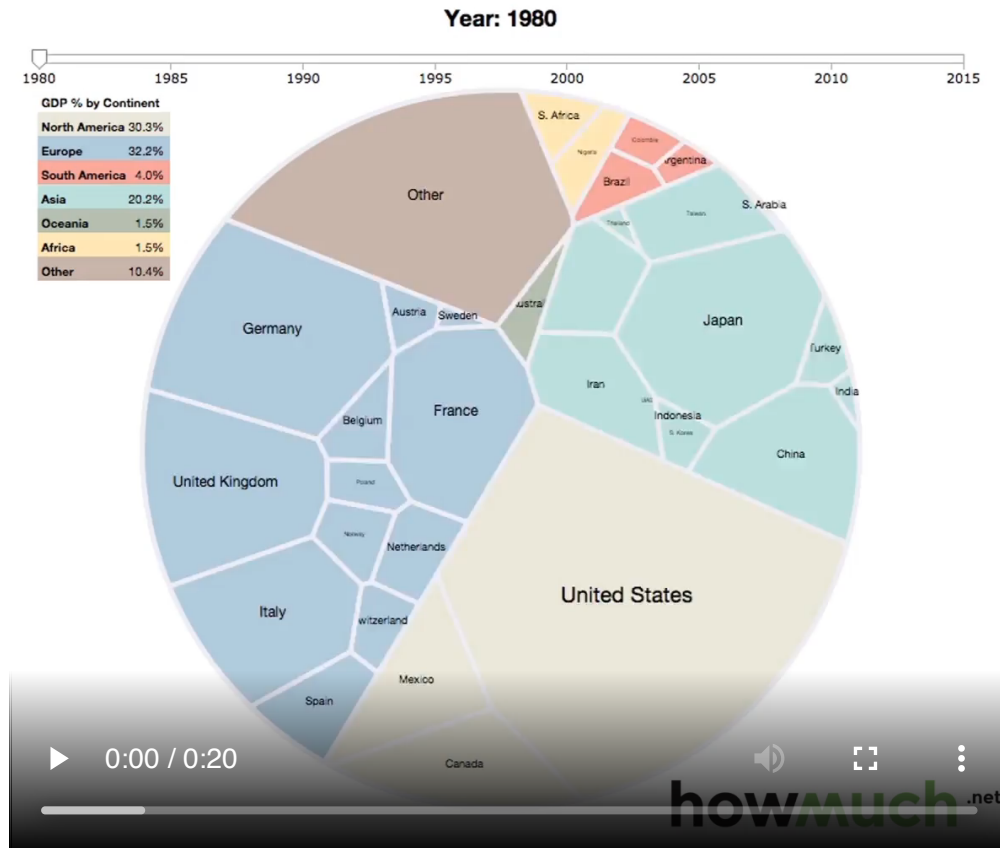 Year: 1980
1980 1985 1990 1995 2000 2005 2010 2015
GDP % by Continent
North America 30.3%
Europe 32.2%
South America 4.0%
Asia 20.2%
Oceania 1.5%
Africa 1.5%
Other 10.4%
S. Africa
Colombia
Nigeria
rgentina
Brazil
Other
S. Arabia
Taiwan
Thailand
ustral
Austria
Sweden
Germany
Japan
Turkey
Iran
India
UAE
France
Indonesia
Belgium
S. Korea
China
United Kingdom
Poland
Norway
Netherlands
United States
Italy
witzerland
Mexico
Spain
0:00 / 0:20
Canada
howmuch.net